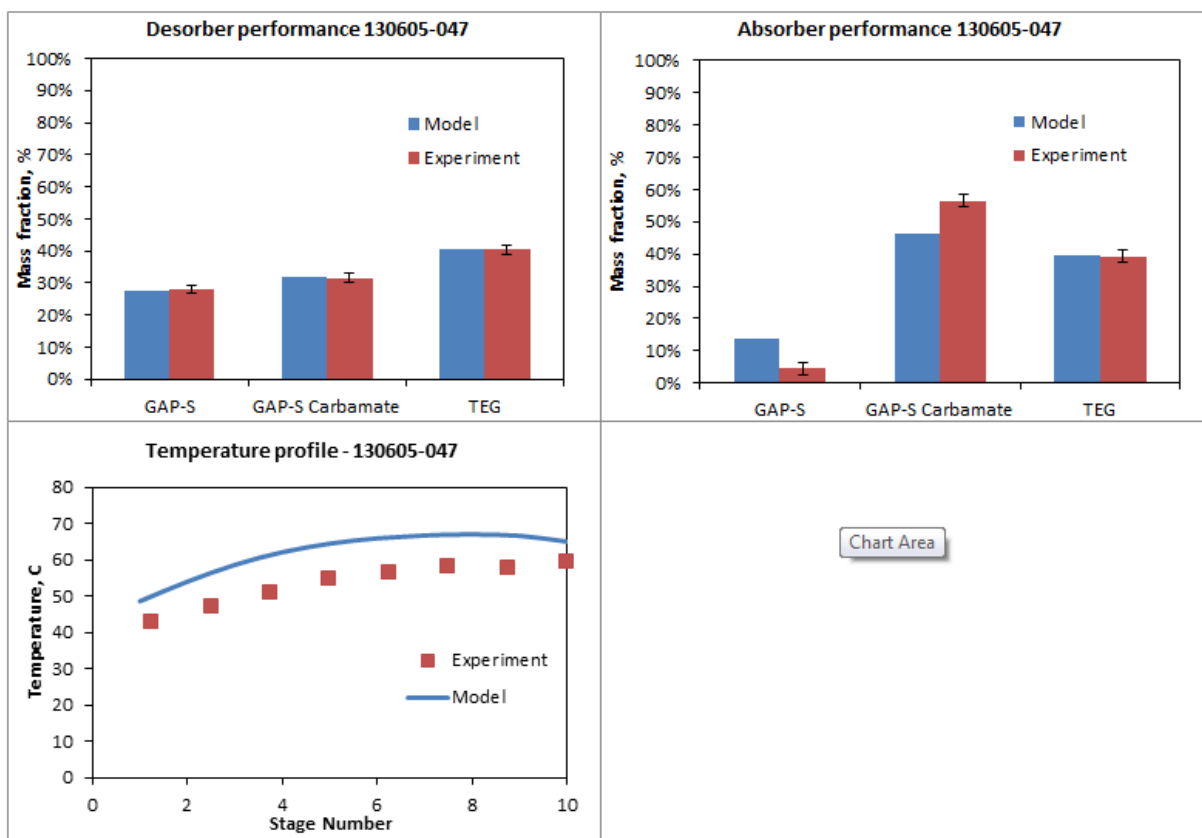 Desorber performance 130605-047
Mass fraction, %
100%
90%
80%
70%
60%
50%
40%
30%
20%
10%
0%
Model
Experiment
GAP-S GAP-S Carbamate TEG
Absorber performance 130605-047
Mass fraction, %
100%
90%
80%
70%
60%
50%
40%
30%
20%
10%
0%
Model
Experiment
GAP-S GAP-S Carbamate TEG
Temperature profile - 130605-047
Temperature, C
80
70
60
50
40
30
20
10
0
Experiment
Model
0 2 4 6 8 10
Stage Number
Chart Area